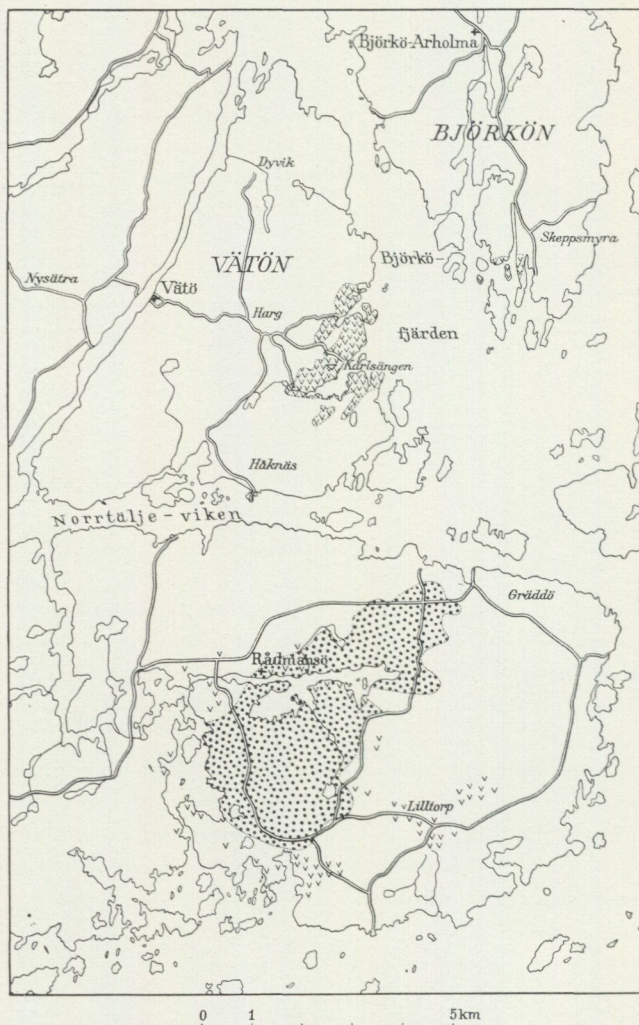 Björkö-Arholma
BJÖRKÖN
Dyvik
Skeppsmyra
Björkö-
VÄTÖN
Nysätra
Vätö
Harg
fjärden
Karlsängen
Håknäs
Norrtälje-viken
Gräddö
Rådmansö
Lilltorp
0 1 5km